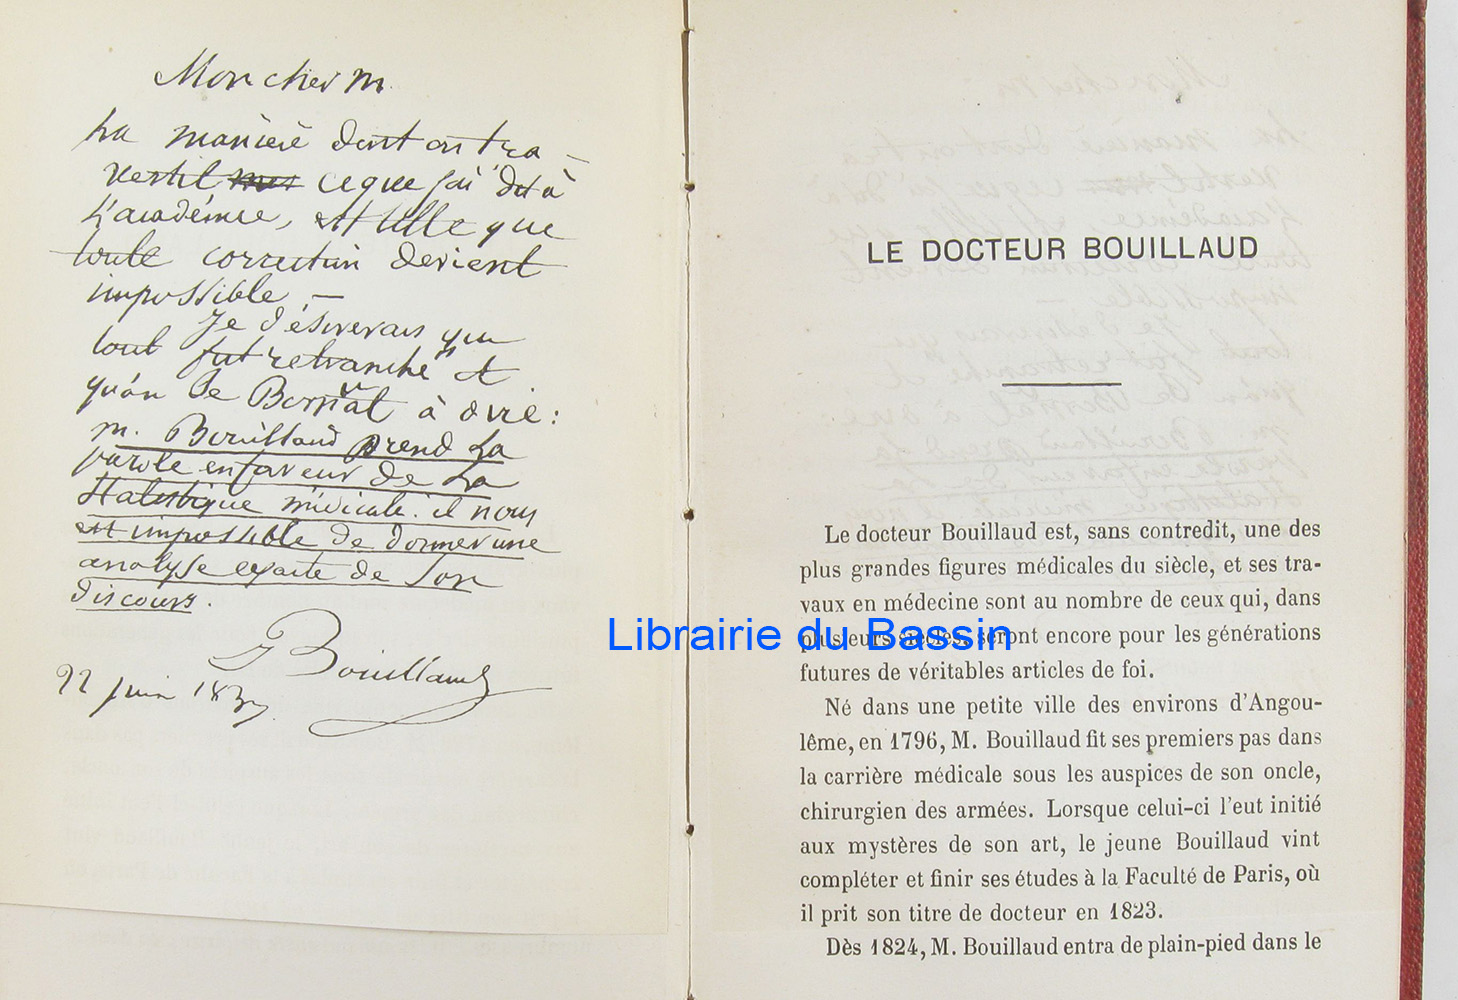 Mon cher m.
La manière dont on tra-
vestit mes ce que j'ai dit à
L'académie, est telle que
toute correction devient
impossible —
Je désirerais que
tout fut retranché et
qu'on se Bornat à dire :
m. Bouillaud prend La
parole en faveur de La
Statistique médicale. il nous
est impossible de donner une
analyse exacte de Son
discours.
J Bouillaud
22 juin 1837
LE DOCTEUR BOUILLAUD
Le docteur Bouillaud est, sans contredit, une des
plus grandes figures médicales du siècle, et ses tra-
vaux en médecine sont au nombre de ceux qui, dans
plusieurs siècles, seront encore pour les générations
futures de véritables articles de foi.
Né dans une petite ville des environs d'Angou-
lême, en 1796, M. Bouillaud fit ses premiers pas dans
la carrière médicale sous les auspices de son oncle,
chirurgien des armées. Lorsque celui-ci l'eut initié
aux mystères de son art, le jeune Bouillaud vint
compléter et finir ses études à la Faculté de Paris, où
il prit son titre de docteur en 1823.
Dès 1824, M. Bouillaud entra de plain-pied dans le
Librairie du Bassin